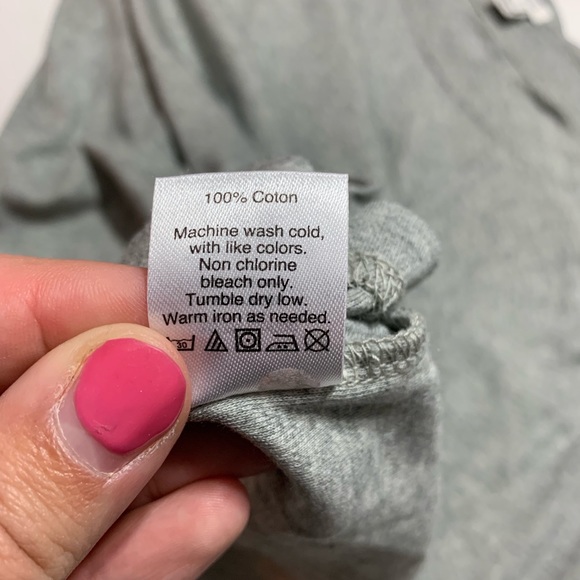 100% Coton
Machine wash cold,
with like colors.
Non chlorine
bleach only.
Tumble dry low.
Warm iron as needed.
30